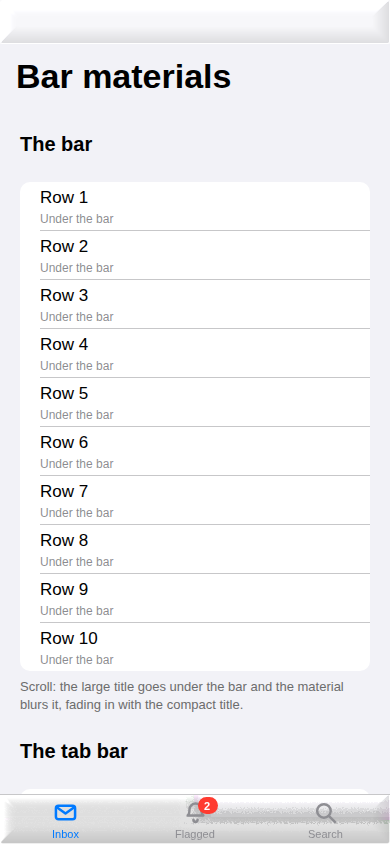 Bar materials
The bar
Row 1
Under the bar
Row 2
Under the bar
Row 3
Under the bar
Row 4
Under the bar
Row 5
Under the bar
Row 6
Under the bar
Row 7
Under the bar
Row 8
Under the bar
Row 9
Under the bar
Row 10
Under the bar
Scroll: the large title goes under the bar and the material
blurs it, fading in with the compact title.
The tab bar
2
Inbox
Flagged
Search